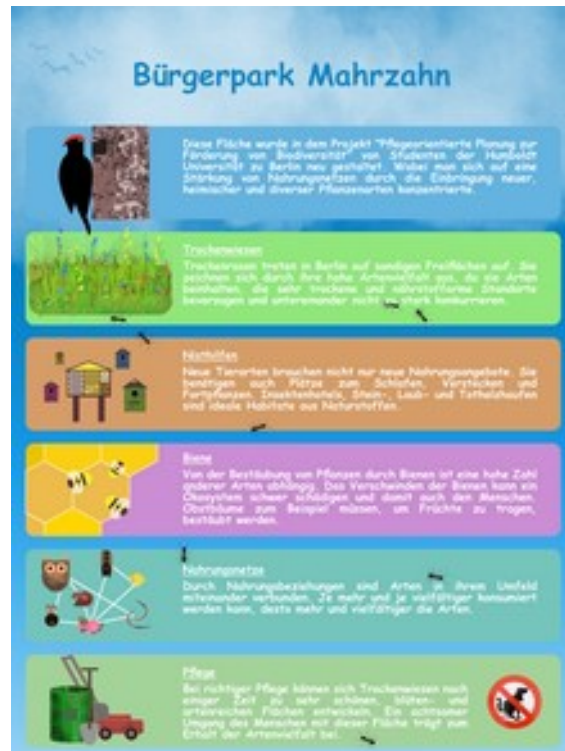 Bürgerpark Mahrzahn
Diese Fläche wurde in dem Projekt "Pflegeorientierte Planung zur
Förderung von Biodiversität" von Studenten der Humboldt
Universität zu Berlin neu gestaltet. Wobei man sich auf eine
Stärkung von Nahrungsnetzen durch die Einbringung neuer,
heimischer und diverser Pflanzenarten konzentrierte.
Trockenwiesen
Trockenrasen treten in Berlin auf sandigen Freiflächen auf. Sie
zeichnen sich durch ihre hohe Artenvielfalt aus, da sie Arten
beinhalten, die sehr trockene und nährstoffarme Standorte
bevorzugen und untereinander nicht so stark konkurrieren.
Nisthilfen
Neue Tierarten brauchen nicht nur neue Nahrungsangebote. Sie
benötigen auch Plätze zum Schlafen, Verstecken und
Fortpflanzen. Insektenhotels, Stein-, Laub- und Totholzhaufen
sind ideale Habitate aus Naturstoffen.
Biene
Von der Bestäubung von Pflanzen durch Bienen ist eine hohe Zahl
anderer Arten abhängig. Das Verschwinden der Bienen kann ein
Ökosystem schwer schädigen und damit auch den Menschen.
Obstbäume zum Beispiel müssen, um Früchte zu tragen,
bestäubt werden.
Nahrungsnetze
Durch Nahrungsbeziehungen sind Arten in ihrem Umfeld
miteinander verbunden. Je mehr und je vielfältiger konsumiert
werden kann, desto mehr und vielfältiger die Arten.
Pflege
Bei richtiger Pflege können sich Trockenwiesen nach
einiger Zeit zu sehr schönen, blüten- und
artenreichen Flächen entwickeln. Ein achtsamer
Umgang des Menschen mit dieser Fläche trägt zum
Erhalt der Artenvielfalt bei.